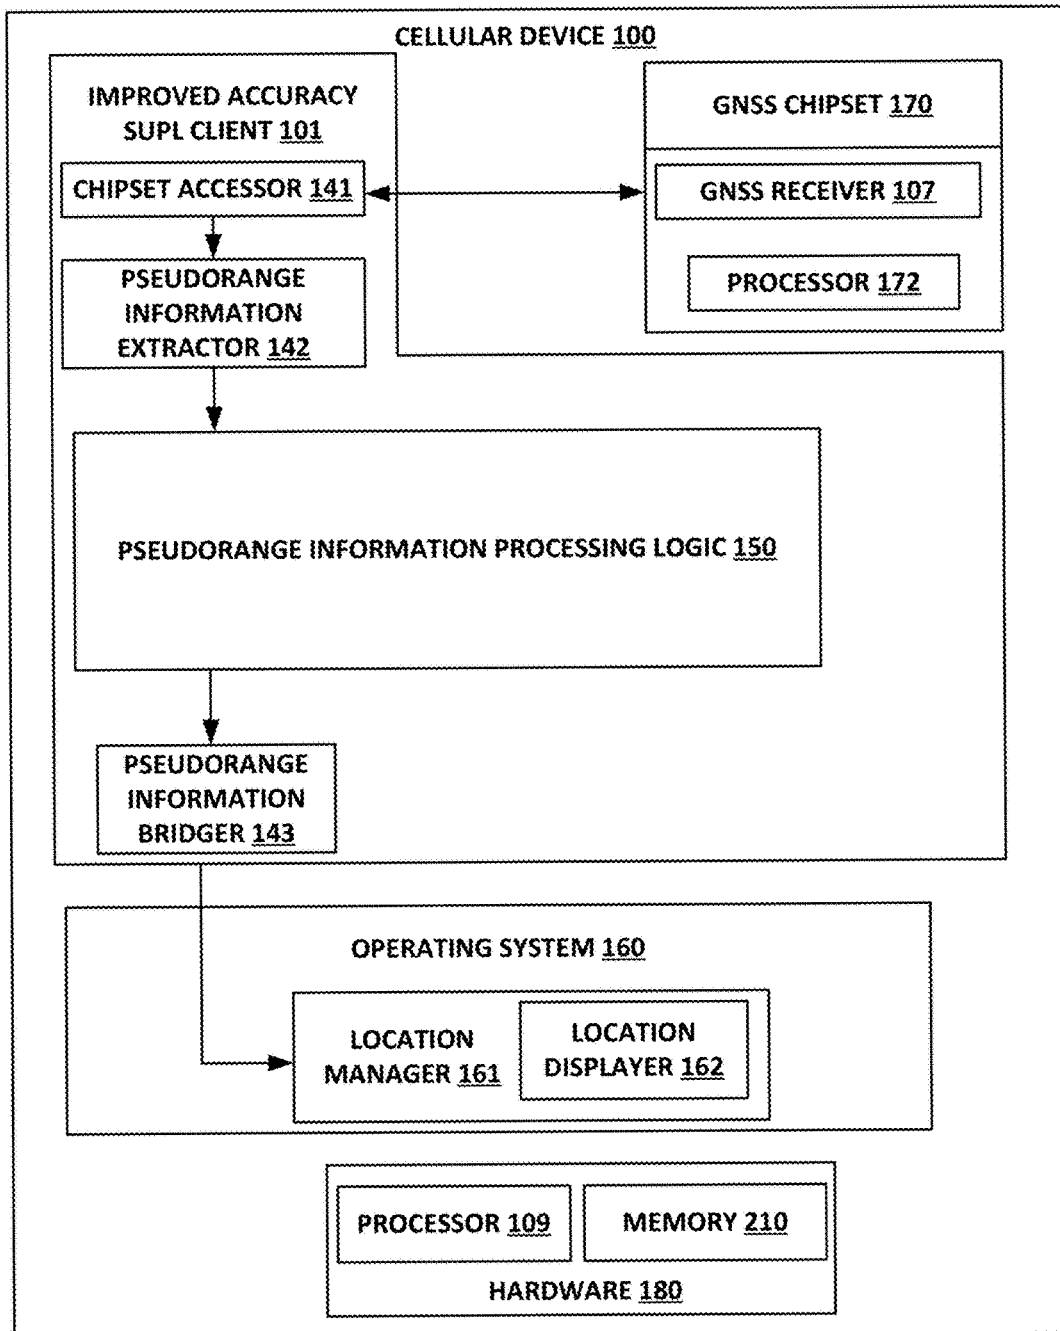 CELLULAR DEVICE 100
IMPROVED ACCURACY
SUPL CLIENT 101
CHIPSET ACCESSOR 141
PSEUDORANGE
INFORMATION
EXTRACTOR 142
GNSS CHIPSET 170
GNSS RECEIVER 107
PROCESSOR 172
PSEUDORANGE INFORMATION PROCESSING LOGIC 150
PSEUDORANGE
INFORMATION
BRIDGER 143
OPERATING SYSTEM 160
LOCATION
MANAGER 161
LOCATION
DISPLAYER 162
PROCESSOR 109
MEMORY 210
HARDWARE 180